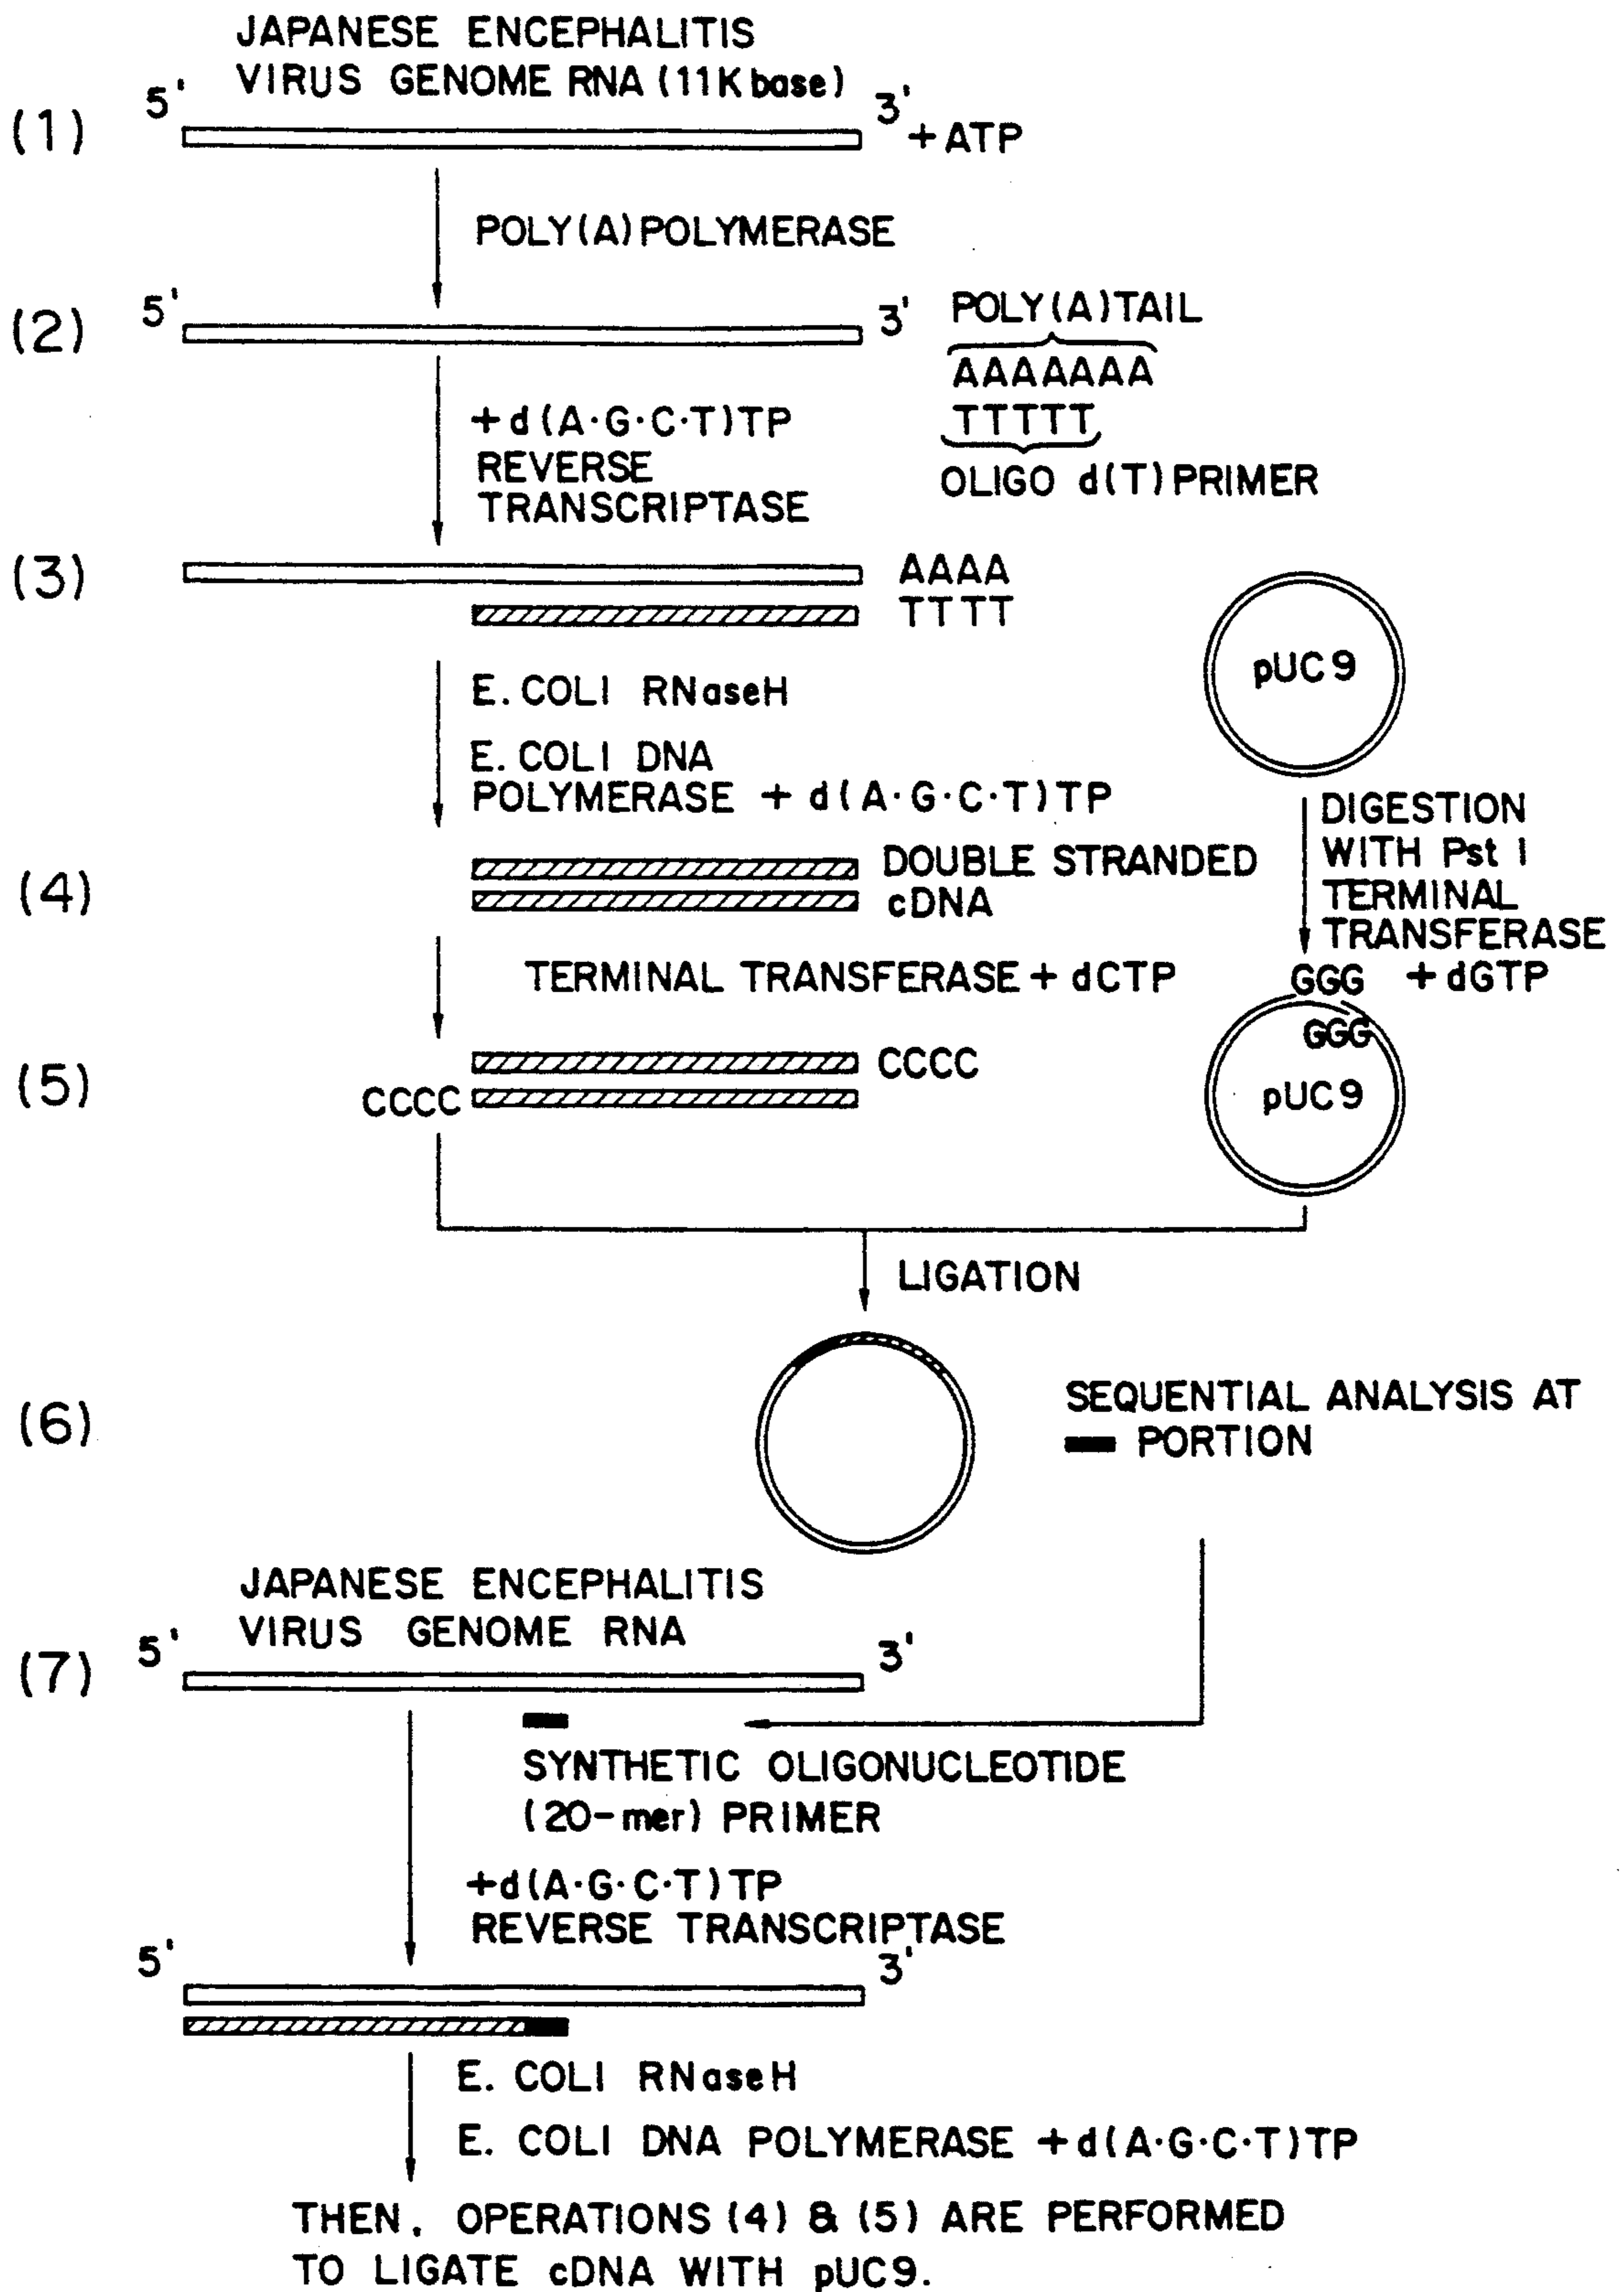 JAPANESE ENCEPHALITIS
VIRUS GENOME RNA (11K base)
(1) 5' 3' + ATP
POLY(A) POLYMERASE
(2) 5' 3' POLY(A) TAIL
AAAAAAA
TTTTT
OLIGO d(T) PRIMER
+ d(A·G·C·T)TP
REVERSE
TRANSCRIPTASE
(3) AAAA
TTTT
pUC9
E. COLI RNaseH
E. COLI DNA
POLYMERASE + d(A·G·C·T)TP
DIGESTION
WITH Pst I
TERMINAL
TRANSFERASE
+ dGTP
(4) DOUBLE STRANDED
cDNA
TERMINAL TRANSFERASE + dCTP
GGG
GGG
pUC9
(5) CCCC
CCCC
LIGATION
(6) SEQUENTIAL ANALYSIS AT
PORTION
JAPANESE ENCEPHALITIS
VIRUS GENOME RNA
(7) 5' 3'
SYNTHETIC OLIGONUCLEOTIDE
(20-mer) PRIMER
+d(A·G·C·T)TP
REVERSE TRANSCRIPTASE
5' 3'
E. COLI RNaseH
E. COLI DNA POLYMERASE +d(A·G·C·T)TP
THEN. OPERATIONS (4) & (5) ARE PERFORMED
TO LIGATE cDNA WITH pUC9.